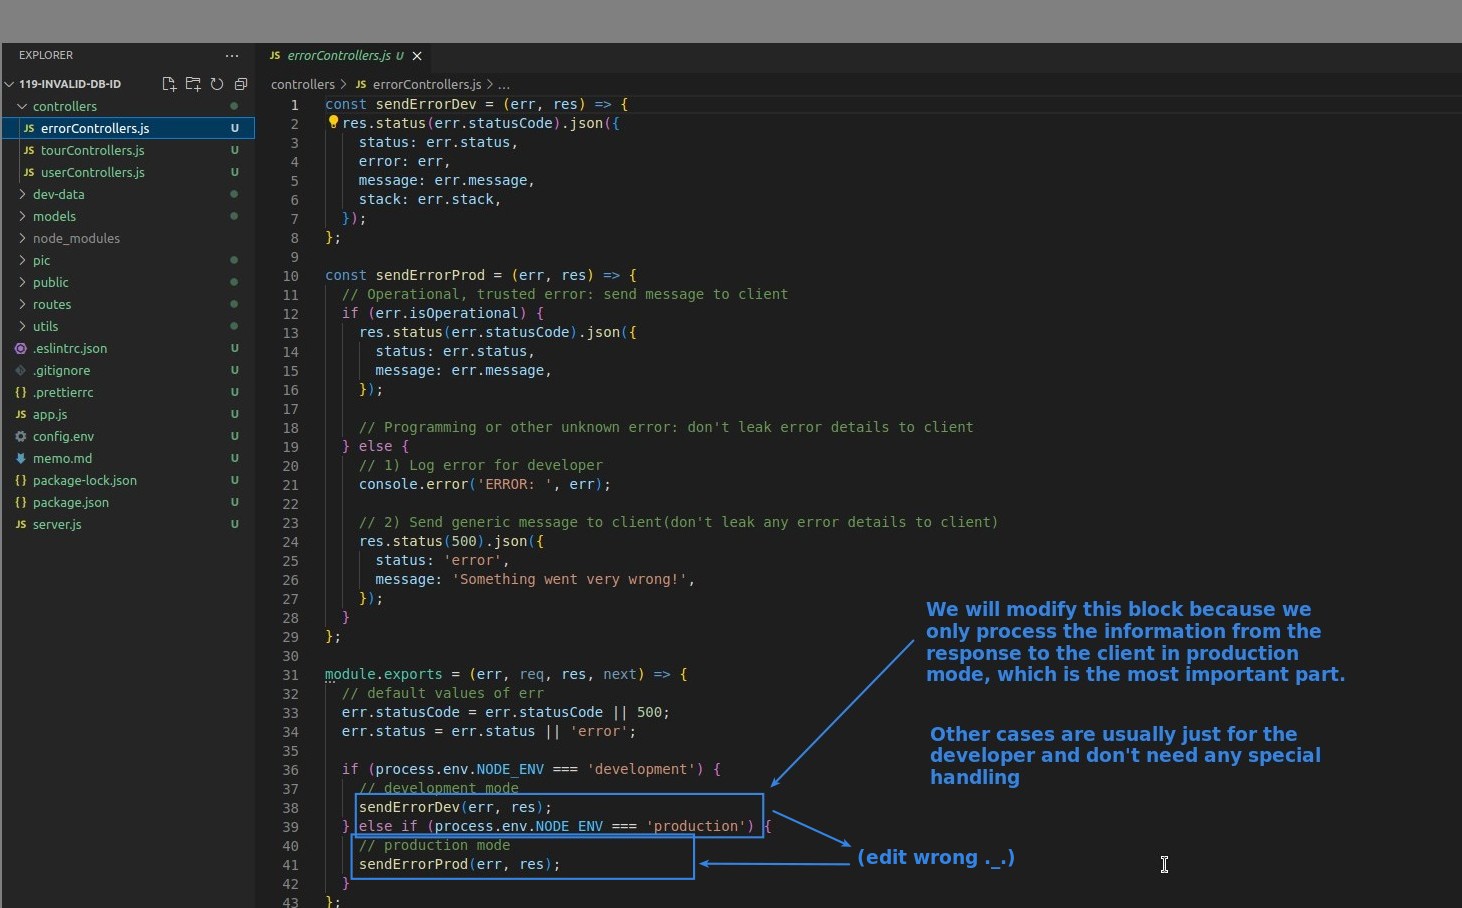 EXPLORER ...
JS errorControllers.js U
119-INVALID-DB-ID
controllers > JS errorControllers.js > ...
controllers
JS errorControllers.js U
JS tourControllers.js U
JS userControllers.js U
dev-data
models
node_modules
pic
public
routes
utils
.eslintrc.json U
.gitignore U
{} .prettierrc U
JS app.js U
config.env U
memo.md U
{} package-lock.json U
{} package.json U
JS server.js U
1 const sendErrorDev = (err, res) => {
2 res.status(err.statusCode).json({
3 status: err.status,
4 error: err,
5 message: err.message,
6 stack: err.stack,
7 });
8 };
9
10 const sendErrorProd = (err, res) => {
11 // Operational, trusted error: send message to client
12 if (err.isOperational) {
13 res.status(err.statusCode).json({
14 status: err.status,
15 message: err.message,
16 });
17
18 // Programming or other unknown error: don't leak error details to client
19 } else {
20 // 1) Log error for developer
21 console.error('ERROR: ', err);
22
23 // 2) Send generic message to client(don't leak any error details to client)
24 res.status(500).json({
25 status: 'error',
26 message: 'Something went very wrong!',
27 });
28 }
29 };
30
31 module.exports = (err, req, res, next) => {
32 // default values of err
33 err.statusCode = err.statusCode || 500;
34 err.status = err.status || 'error';
35
36 if (process.env.NODE_ENV === 'development') {
37 // development mode
38 sendErrorDev(err, res);
39 } else if (process.env.NODE_ENV === 'production') {
40 // production mode
41 sendErrorProd(err, res);
42 }
43 };
We will modify this block because we
only process the information from the
response to the client in production
mode, which is the most important part.
Other cases are usually just for the
developer and don't need any special
handling
(edit wrong ._.)